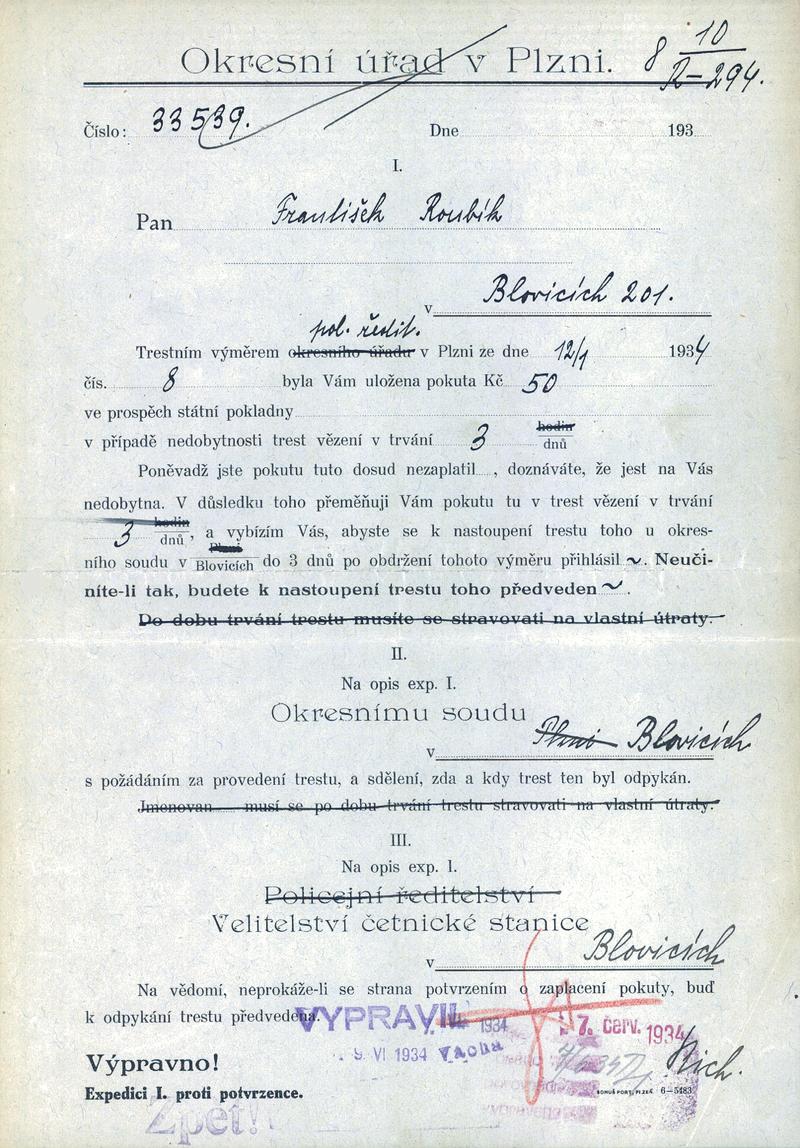 Okresní úřad v Plzni. 8 10
R-294.
Číslo: 33539. Dne 193
I.
Pan František Roubík
v Blovicích 201.
pol. ředit.
Trestním výměrem okresního úřadu v Plzni ze dne 12/1 1934
čís. 8 byla Vám uložena pokuta Kč 50
ve prospěch státní pokladny
v případě nedobytnosti trest vězení v trvání 3 hodin
dnů
Poněvadž jste pokutu tuto dosud nezaplatil , doznáváte, že jest na Vás
nedobytna. V důsledku toho přeměňuji Vám pokutu tu v trest vězení v trvání
3 hodin
dnů, a vybízím Vás, abyste se k nastoupení trestu toho u okres-
ního soudu v Plzni
Blovicích do 3 dnů po obdržení tohoto výměru přihlásil ~. Neuči-
níte-li tak, budete k nastoupení trestu toho předveden ~.
Do dobu trvání trestu musíte se stravovati na vlastní útraty.
II.
Na opis exp. I.
Okresnímu soudu
v Plzni Blovicích
s požádáním za provedení trestu, a sdělení, zda a kdy trest ten byl odpykán.
Jmenovan musí se po dobu trvání trestu stravovati na vlastní útraty.
III.
Na opis exp. I.
Policejní ředitelství
Velitelství četnické stanice
v Blovicích
Na vědomí, neprokáže-li se strana potvrzením o zaplacení pokuty, buď
k odpykání trestu předvedena.
VYPRAVIL 1934
7. červ. 1934
9. VI 1934 Vacha
Výpravno!
Expedici I. proti potvrzence.
BONUŠ PORT, PLZEŇ 6-5483
Zpět!